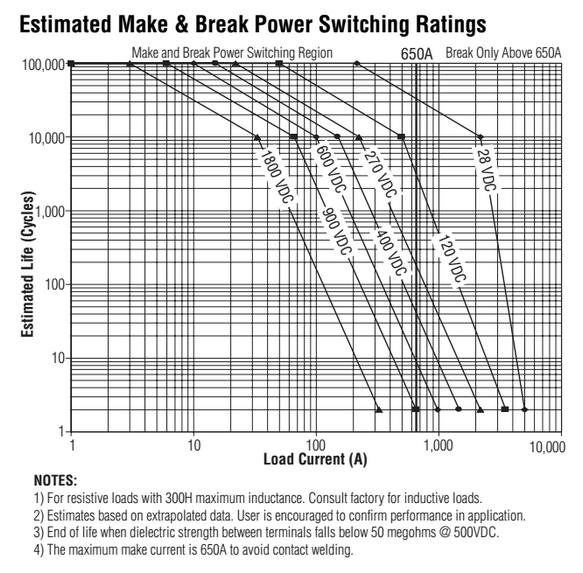 Estimated Make & Break Power Switching Ratings
Make and Break Power Switching Region
650A
Break Only Above 650A
100,000
10,000
1,000
100
10
1
Estimated Life (Cycles)
1800 VDC
900 VDC
600 VDC
400 VDC
270 VDC
120 VDC
28 VDC
1
10
100
1,000
10,000
Load Current (A)
NOTES:
1) For resistive loads with 300H maximum inductance. Consult factory for inductive loads.
2) Estimates based on extrapolated data. User is encouraged to confirm performance in application.
3) End of life when dielectric strength between terminals falls below 50 megohms @ 500VDC.
4) The maximum make current is 650A to avoid contact welding.